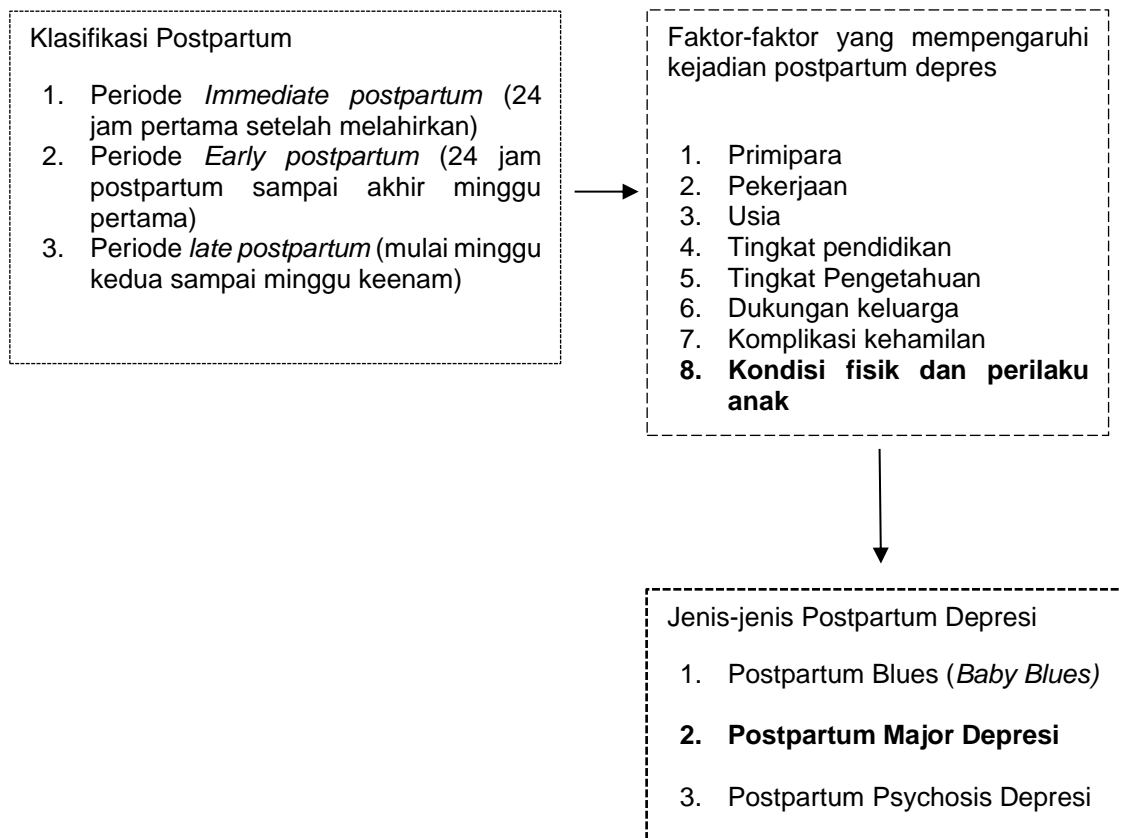 Klasifikasi Postpartum
1. Periode Immediate postpartum (24
jam pertama setelah melahirkan)
2. Periode Early postpartum (24 jam
postpartum sampai akhir minggu
pertama)
3. Periode late postpartum (mulai minggu
kedua sampai minggu keenam)
Faktor-faktor yang mempengaruhi
kejadian postpartum depres
1. Primipara
2. Pekerjaan
3. Usia
4. Tingkat pendidikan
5. Tingkat Pengetahuan
6. Dukungan keluarga
7. Komplikasi kehamilan
8. Kondisi fisik dan perilaku
anak
Jenis-jenis Postpartum Depresi
1. Postpartum Blues (Baby Blues)
2. Postpartum Major Depresi
3. Postpartum Psychosis Depresi